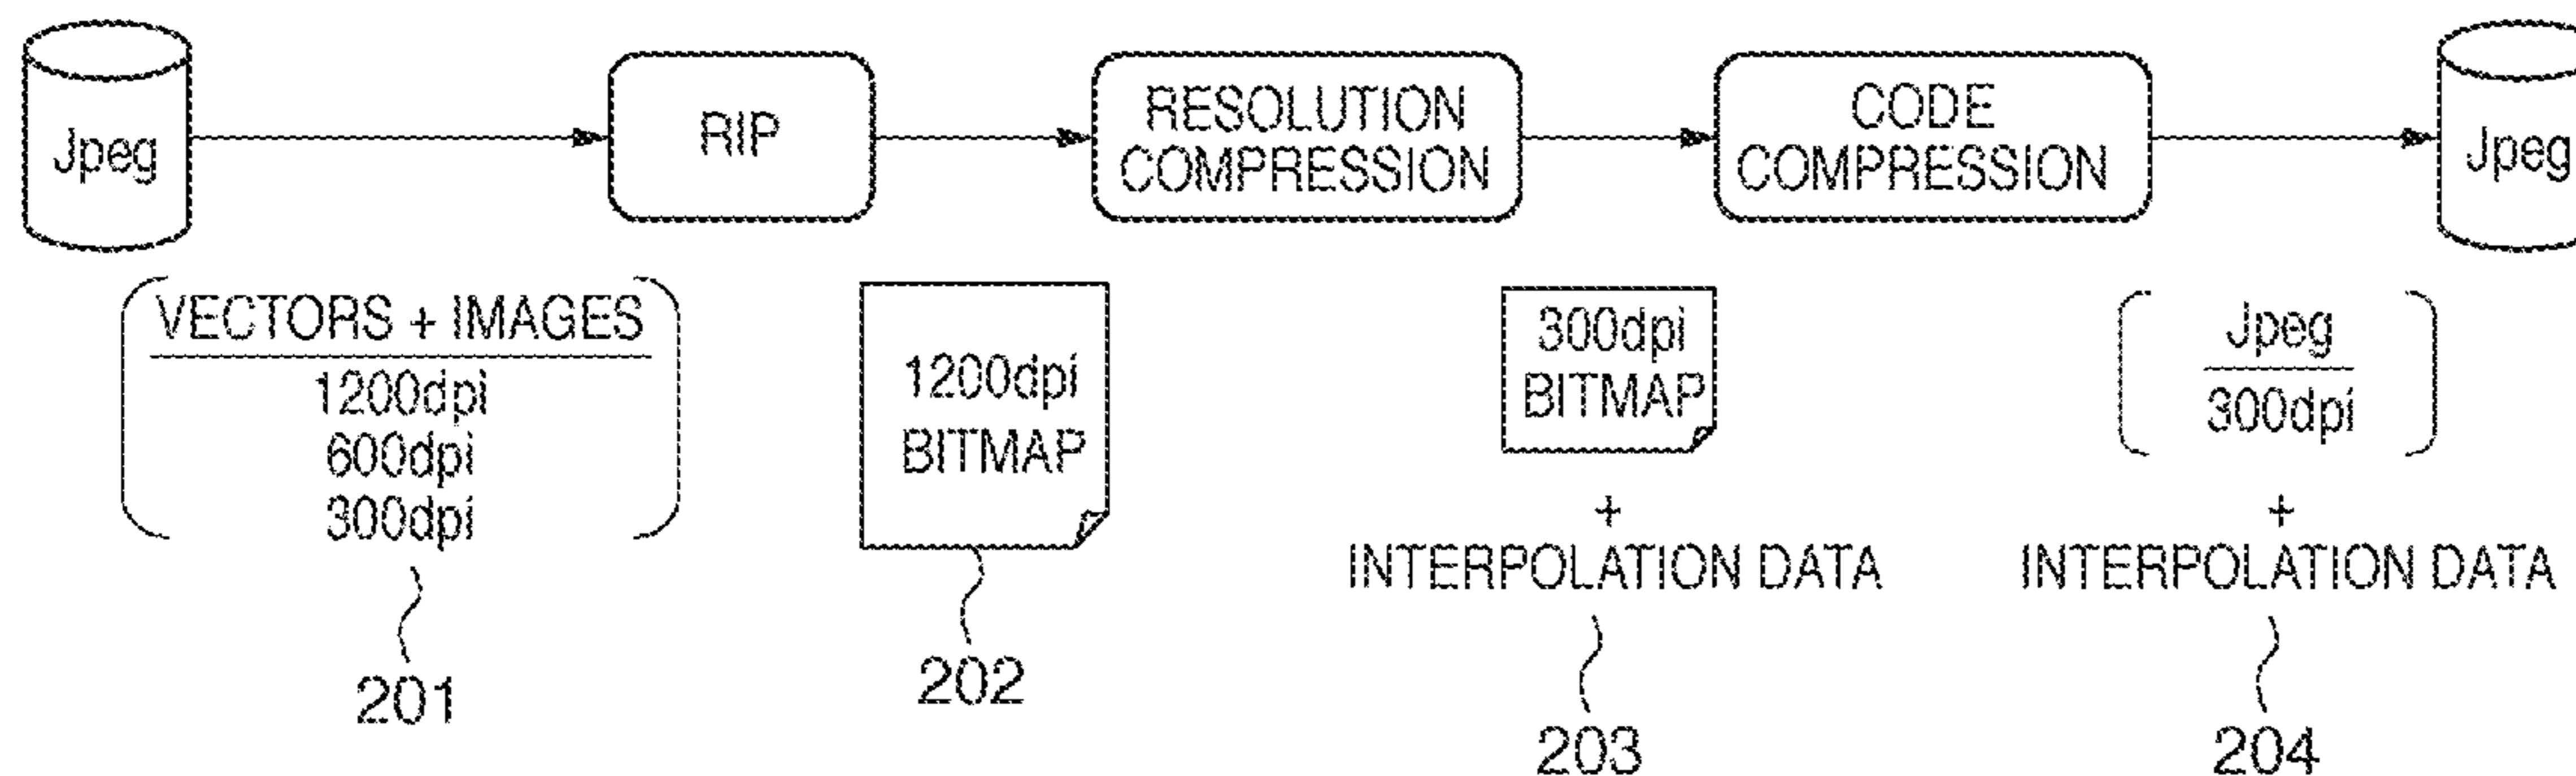 Jpeg
RIP
RESOLUTION
COMPRESSION
CODE
COMPRESSION
Jpeg
VECTORS + IMAGES
1200dpi
600dpi
300dpi
201
1200dpi
BITMAP
202
300dpi
BITMAP
+
INTERPOLATION DATA
203
Jpeg
300dpi
+
INTERPOLATION DATA
204